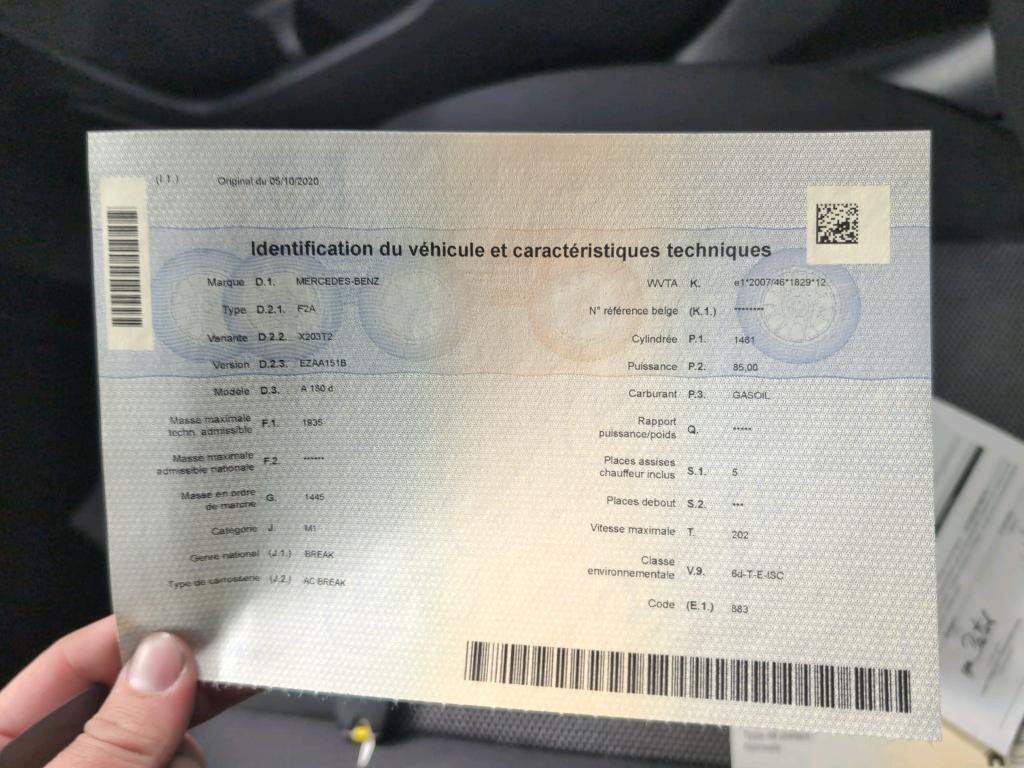 (I.1.) Original du 05/10/2020
Identification du véhicule et caractéristiques techniques
Marque D.1. MERCEDES-BENZ
Type D.2.1. F2A
Variante D.2.2. X203T2
Version D.2.3. EZAA151B
Modèle D.3. A 180 d
Masse maximale
techn. admissible F.1. 1935
Masse maximale
admissible nationale F.2. ******
Masse en ordre
de marche G. 1445
Catégorie J. M1
Genre national (J.1.) BREAK
Type de carrosserie (J.2.) AC BREAK
WVTA K. e1*2007/46*1829*12
N° référence belge (K.1.) ********
Cylindrée P.1. 1461
Puissance P.2. 85,00
Carburant P.3. GASOIL
Rapport
puissance/poids Q. *****
Places assises
chauffeur inclus S.1. 5
Places debout S.2. ***
Vitesse maximale T. 202
Classe
environnementale V.9. 6d-T-E-ISC
Code (E.1.) 883